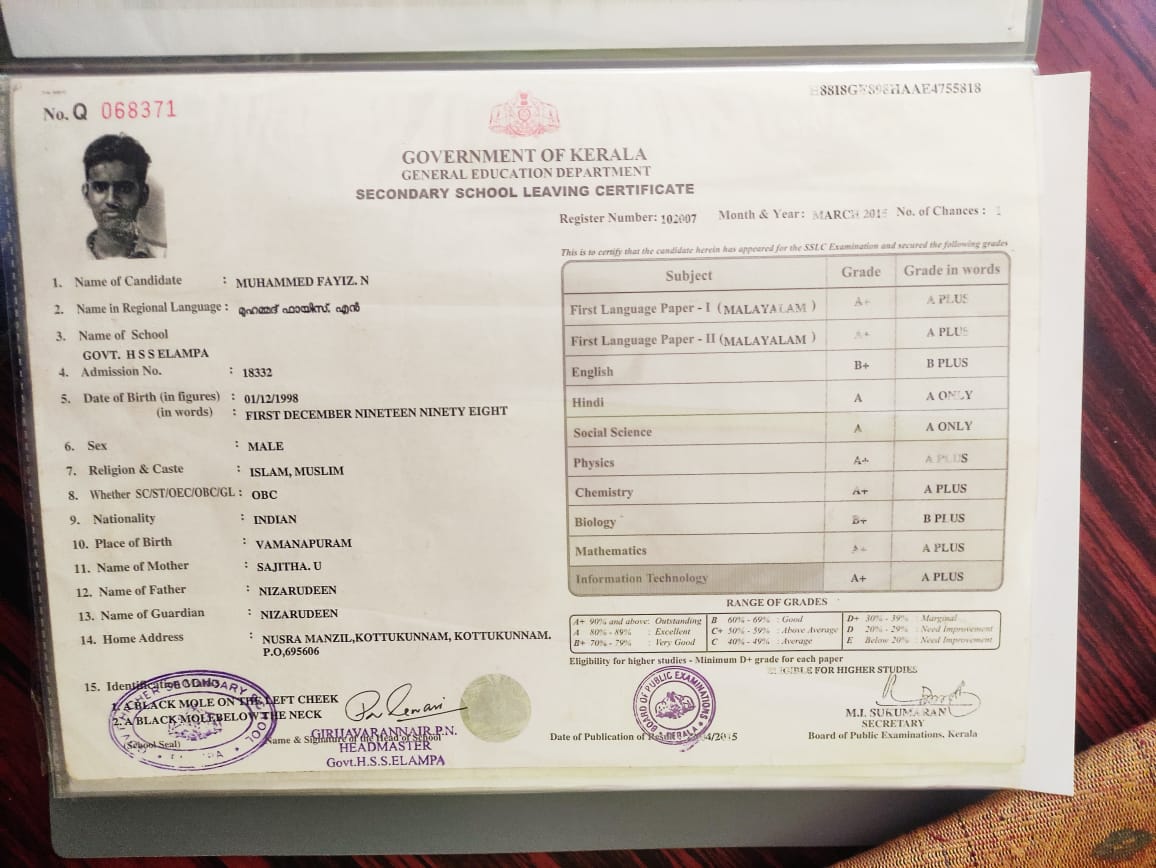 No. Q 068371
GOVERNMENT OF KERALA
GENERAL EDUCATION DEPARTMENT
SECONDARY SCHOOL LEAVING CERTIFICATE
Register Number: 102007 Month & Year: MARCH 2015 No. of Chances : 1
1. Name of Candidate : MUHAMMED FAYIZ. N
2. Name in Regional Language : മുഹമ്മദ് ഫായിസ്. എൻ
3. Name of School
GOVT. H S S ELAMPA
4. Admission No. : 18332
5. Date of Birth (in figures) : 01/12/1998
(in words) : FIRST DECEMBER NINETEEN NINETY EIGHT
6. Sex : MALE
7. Religion & Caste : ISLAM, MUSLIM
8. Whether SC/ST/OEC/OBC/GL : OBC
9. Nationality : INDIAN
10. Place of Birth : VAMANAPURAM
11. Name of Mother : SAJITHA. U
12. Name of Father : NIZARUDEEN
13. Name of Guardian : NIZARUDEEN
14. Home Address : NUSRA MANZIL,KOTTUKUNNAM, KOTTUKUNNAM.
P.O,695606
15. Identification Marks
1. A BLACK MOLE ON THE LEFT CHEEK
2. A BLACK MOLE BELOW THE NECK
(School Seal)
Name & Signature of the Head of School
GIRIJAVARANNAIR.P.N.
HEADMASTER
Govt.H.S.S.ELAMPA
This is to certify that the candidate herein has appeared for the SSLC Examination and secured the following grades
Subject Grade Grade in words
First Language Paper - I (MALAYALAM ) A+ A PLUS
First Language Paper - II (MALAYALAM ) A+ A PLUS
English B+ B PLUS
Hindi A A ONLY
Social Science A A ONLY
Physics A+ A PLUS
Chemistry A+ A PLUS
Biology B+ B PLUS
Mathematics A+ A PLUS
Information Technology A+ A PLUS
RANGE OF GRADES
A+ 90% and above: Outstanding B 60% - 69% : Good D+ 30% - 39% : Marginal
A 80% - 89% : Excellent C+ 50% - 59% : Above Average D 20% - 29% : Need Improvement
B+ 70% - 79% : Very Good C 40% - 49% : Average E Below 20% : Need Improvement
Eligibility for higher studies - Minimum D+ grade for each paper
ELIGIBLE FOR HIGHER STUDIES
BOARD OF PUBLIC EXAMINATIONS
KERALA
Date of Publication of 4/2015
M.I. SUKUMARAN
SECRETARY
Board of Public Examinations, Kerala